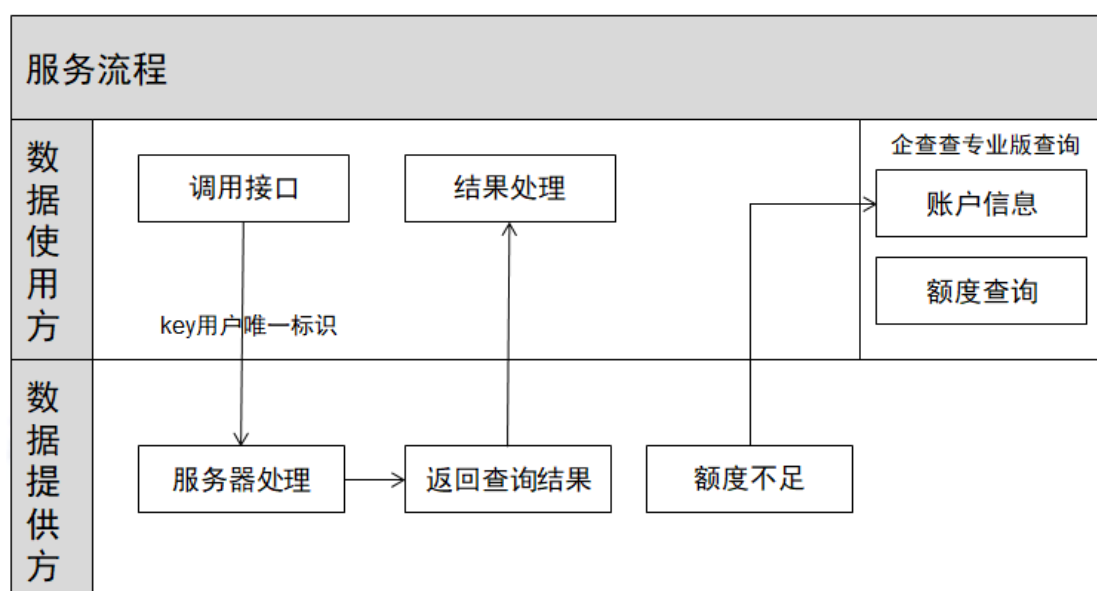 服务流程
数据使用方
调用接口
结果处理
企查查专业版查询
账户信息
额度查询
key用户唯一标识
数据提供方
服务器处理
返回查询结果
额度不足